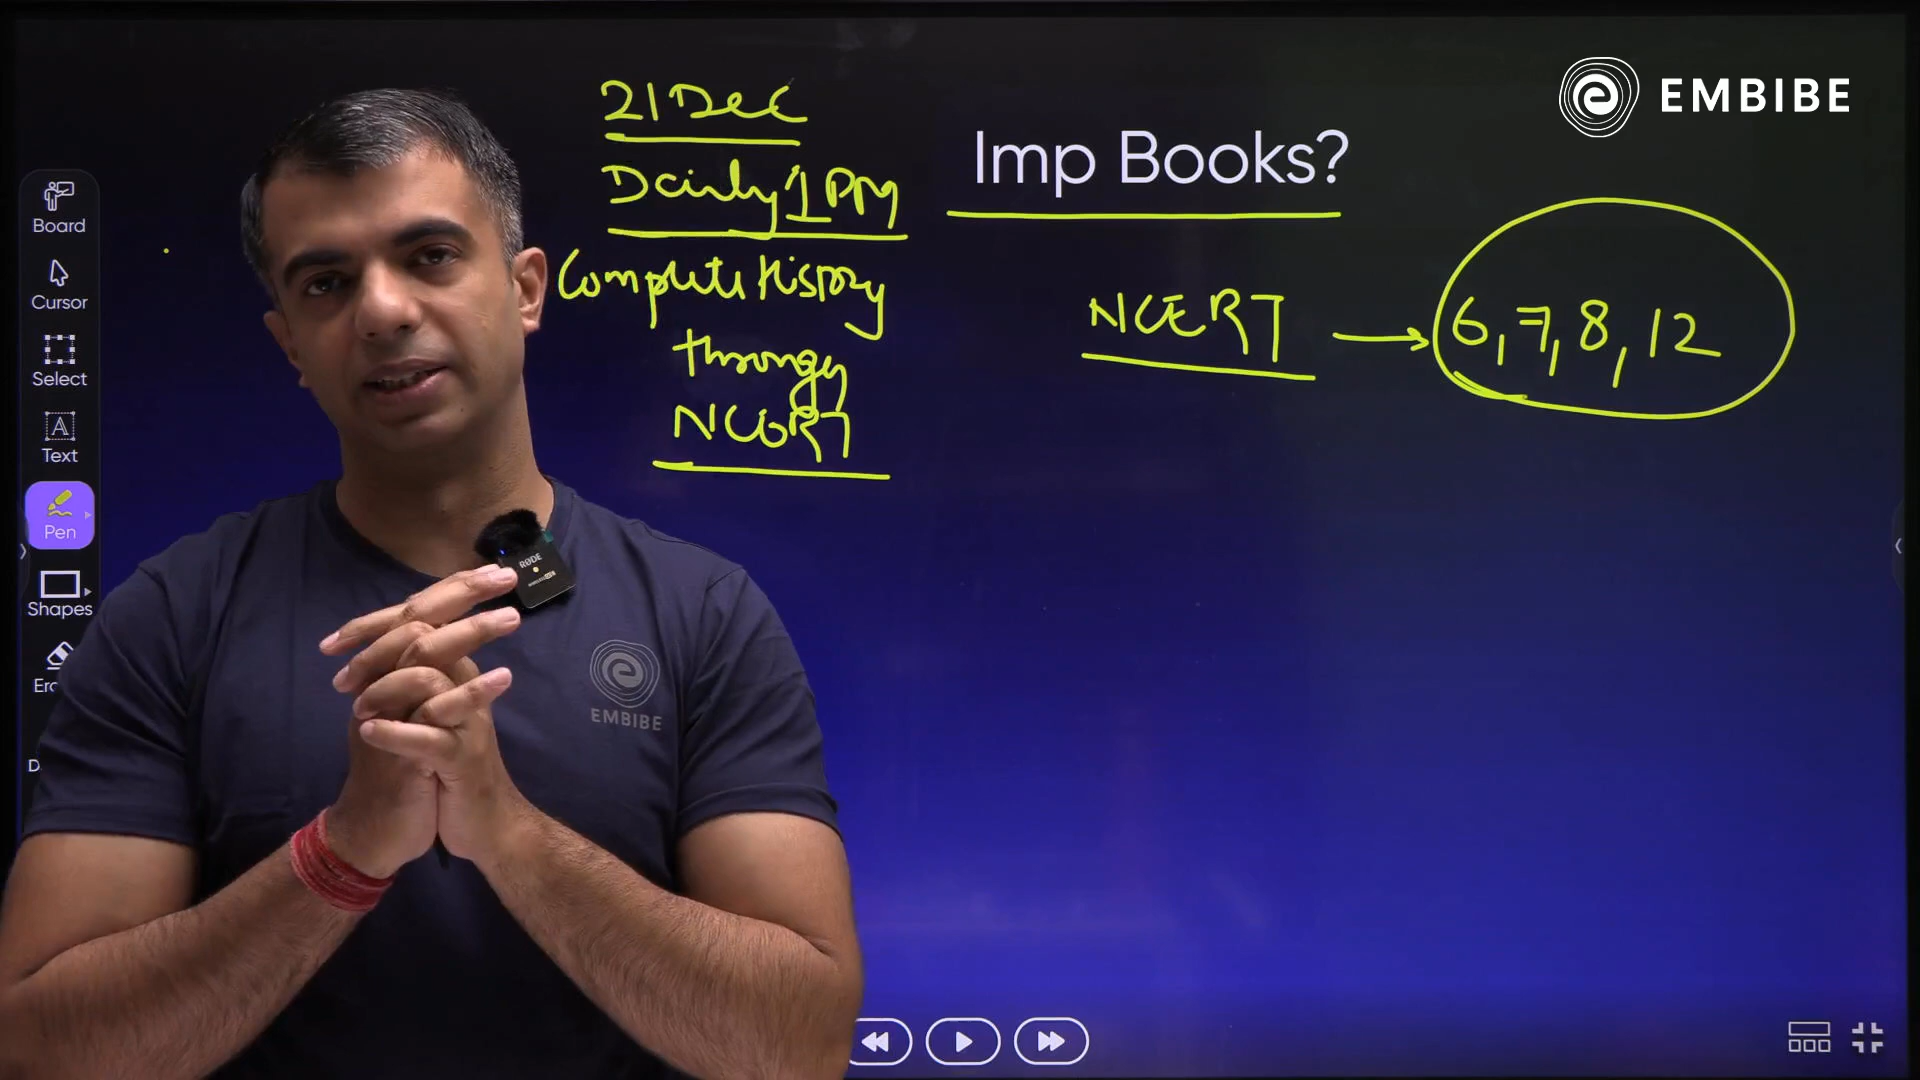 EMBIBE
21 Dec
Imp Books?
Daily 1 PM
Complete History
through
NCERT
NCERT → 6, 7, 8, 12
Board
Cursor
Select
Text
Pen
Shapes
RØDE
EMBIBE